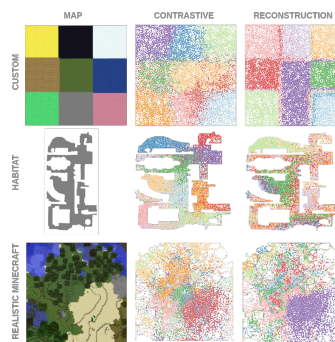 MAP
CONTRASTIVE
RECONSTRUCTION
CUSTOM
HABITAT
REALISTIC MINECRAFT